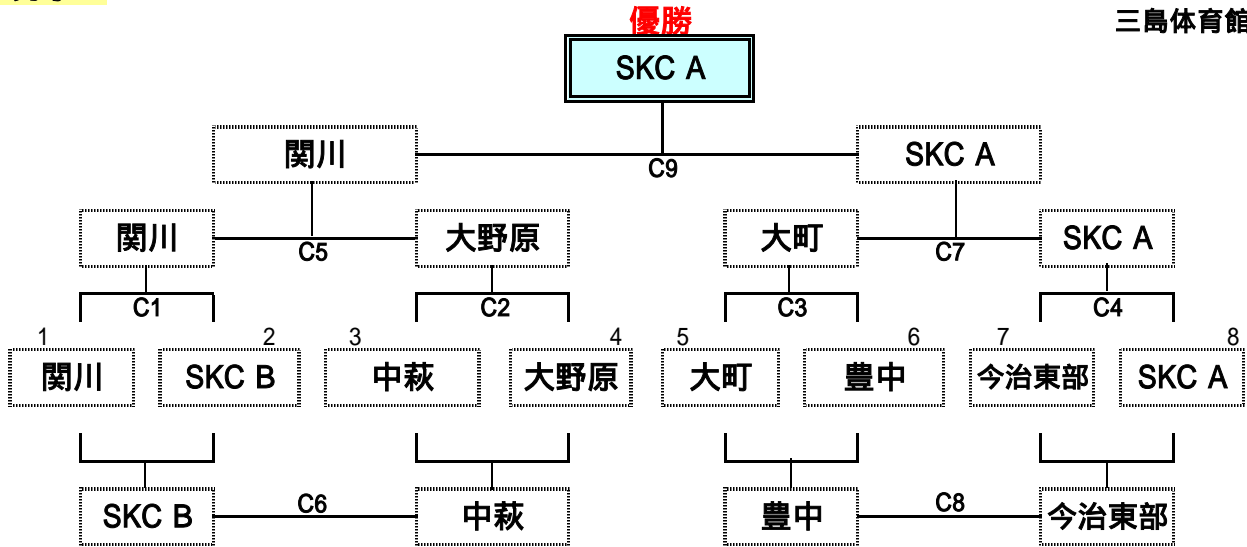 優勝
三島体育館
SKC A
関川
SKC A
C9
関川
大野原
大町
SKC A
C5
C7
C1
C2
C3
C4
1
2
3
4
5
6
7
8
関川
SKC B
中萩
大野原
大町
豊中
今治東部
SKC A
SKC B
C6
中萩
豊中
C8
今治東部